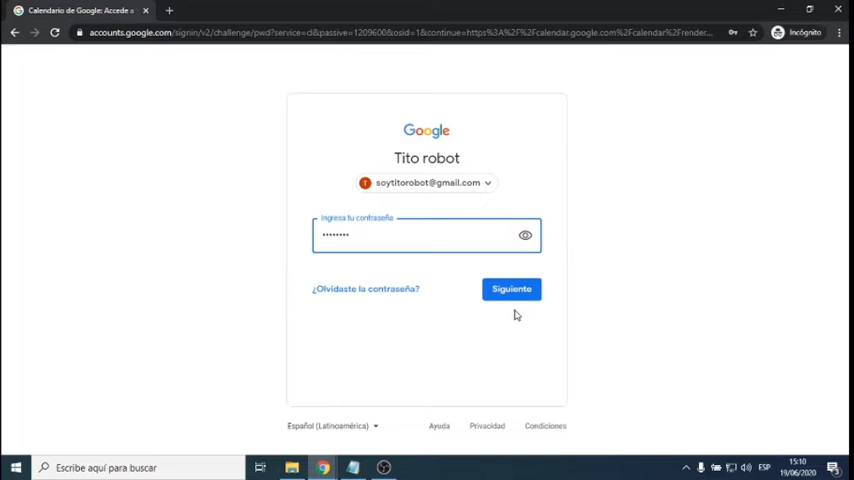 Calendario de Google: Accede a
accounts.google.com/signin/v2/challenge/pwd?service=cl&passive=1209600&osid=1&continue=https%3A%2F%2Fcalendar.google.com%2Fcalendar%2Frender...
Incógnito
Google
Tito robot
T soytitorobot@gmail.com
Ingresa tu contraseña
••••••••
¿Olvidaste la contraseña?
Siguiente
Español (Latinoamérica)
Ayuda
Privacidad
Condiciones
Escribe aquí para buscar
ESP
15:10
19/06/2020
3